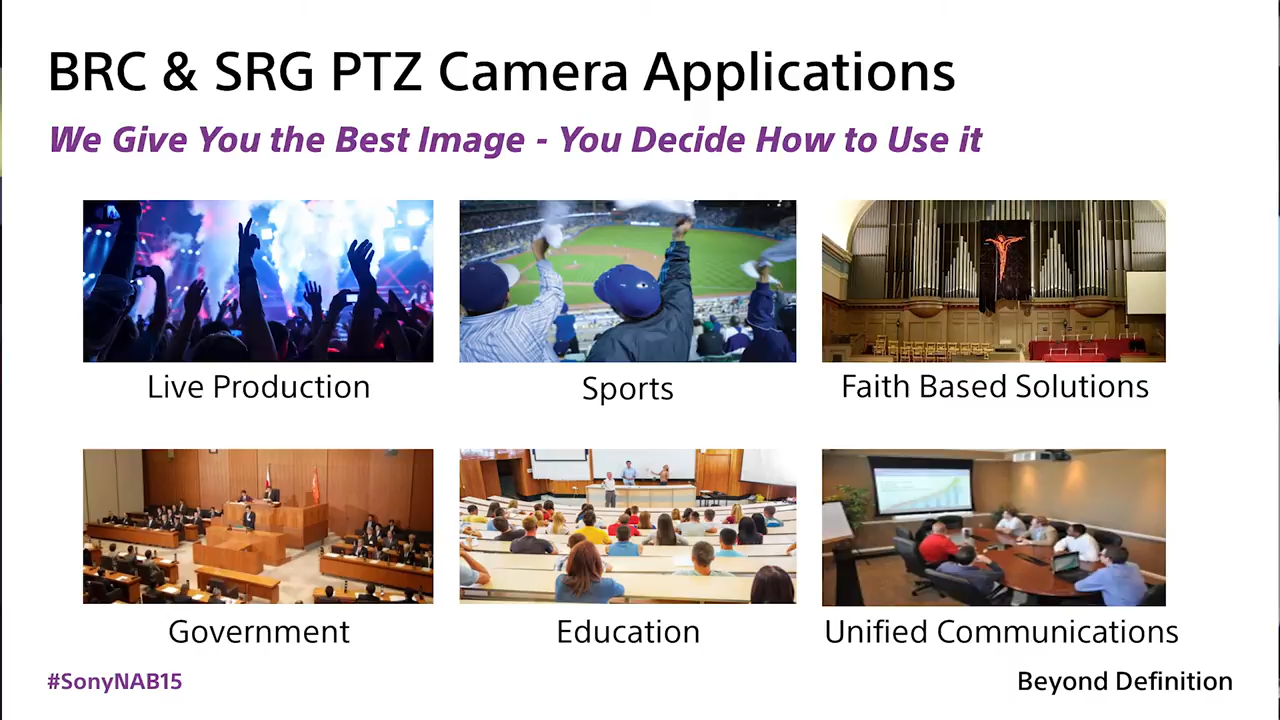 BRC & SRG PTZ Camera Applications
We Give You the Best Image - You Decide How to Use it
Live Production
Sports
Faith Based Solutions
Government
Education
Unified Communications
#SonyNAB15
Beyond Definition